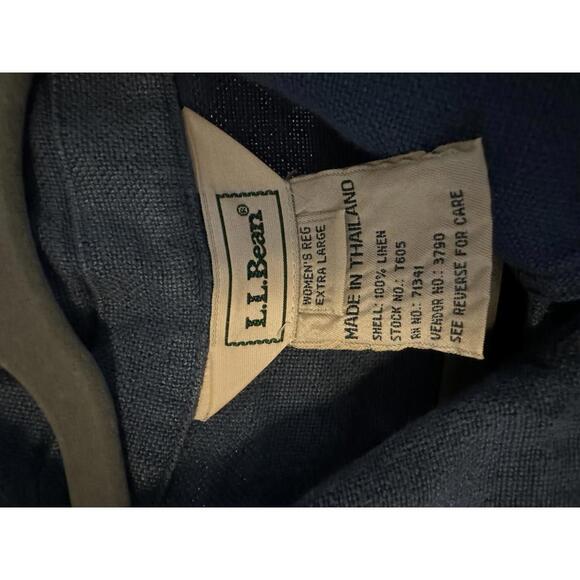 L.L.Bean®
WOMEN'S REG
EXTRA LARGE
MADE IN THAILAND
SHELL: 100% LINEN
STOCK NO.: T605
RN NO.: 71341
VENDOR NO.: 3790
SEE REVERSE FOR CARE